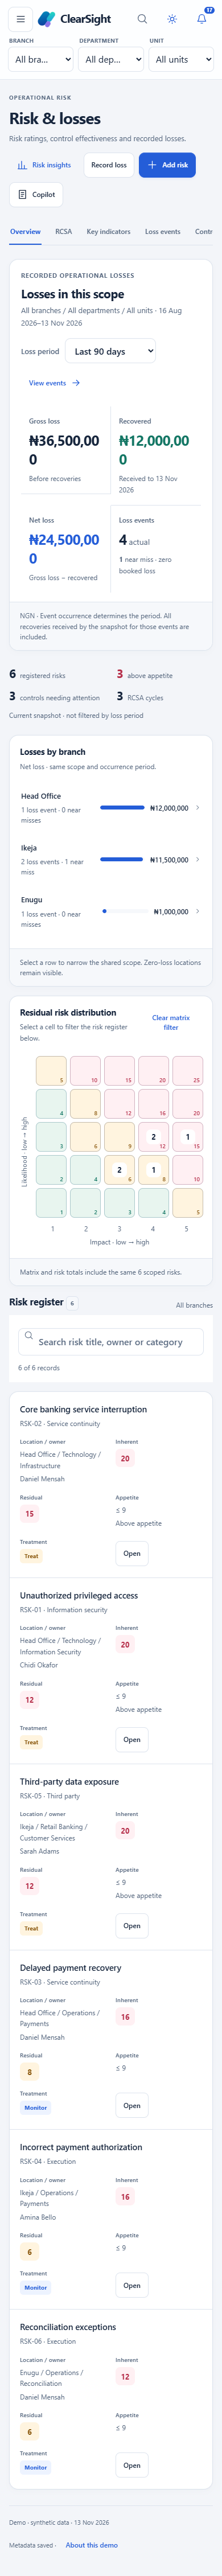 ClearSight
17
BRANCH
DEPARTMENT
UNIT
All bra...
All dep...
All units
OPERATIONAL RISK
Risk & losses
Risk ratings, control effectiveness and recorded losses.
Risk insights
Record loss
Add risk
Copilot
Overview
RCSA
Key indicators
Loss events
Contr
RECORDED OPERATIONAL LOSSES
Losses in this scope
All branches / All departments / All units · 16 Aug
2026–13 Nov 2026
Loss period
Last 90 days
View events
Gross loss
₦36,500,00
0
Before recoveries
Recovered
₦12,000,00
0
Received to 13 Nov
2026
Net loss
₦24,500,00
0
Gross loss − recovered
Loss events
4 actual
1 near miss · zero
booked loss
NGN · Event occurrence determines the period. All
recoveries received by the snapshot for those events are
included.
6 registered risks
3 above appetite
3 controls needing attention
3 RCSA cycles
Current snapshot · not filtered by loss period
Losses by branch
Net loss · same scope and occurrence period.
Head Office
1 loss event · 0 near
misses
₦12,000,000
Ikeja
2 loss events · 1 near
miss
₦11,500,000
Enugu
1 loss event · 0 near
misses
₦1,000,000
Select a row to narrow the shared scope. Zero-loss locations
remain visible.
Residual risk distribution
Select a cell to filter the risk register
below.
Clear matrix
filter
Likelihood · low → high
5 10 15 20 25
4 8 12 16 20
3 6 9 2 12 1 15
2 4 2 6 1 8 10
1 2 3 4 5
1 2 3 4 5
Impact · low → high
Matrix and risk totals include the same 6 scoped risks.
Risk register 6
All branches
Search risk title, owner or category
6 of 6 records
Core banking service interruption
RSK-02 · Service continuity
Location / owner
Head Office / Technology /
Infrastructure
Daniel Mensah
Inherent
20
Residual
15
Appetite
≤ 9
Above appetite
Treatment
Treat
Open
Unauthorized privileged access
RSK-01 · Information security
Location / owner
Head Office / Technology /
Information Security
Chidi Okafor
Inherent
20
Residual
12
Appetite
≤ 9
Above appetite
Treatment
Treat
Open
Third-party data exposure
RSK-05 · Third party
Location / owner
Ikeja / Retail Banking /
Customer Services
Sarah Adams
Inherent
20
Residual
12
Appetite
≤ 9
Above appetite
Treatment
Treat
Open
Delayed payment recovery
RSK-03 · Service continuity
Location / owner
Head Office / Operations /
Payments
Daniel Mensah
Inherent
16
Residual
8
Appetite
≤ 9
Treatment
Monitor
Open
Incorrect payment authorization
RSK-04 · Execution
Location / owner
Ikeja / Operations /
Payments
Amina Bello
Inherent
16
Residual
6
Appetite
≤ 9
Treatment
Monitor
Open
Reconciliation exceptions
RSK-06 · Execution
Location / owner
Enugu / Operations /
Reconciliation
Daniel Mensah
Inherent
12
Residual
6
Appetite
≤ 9
Treatment
Monitor
Open
Demo · synthetic data · 13 Nov 2026
Metadata saved ·
About this demo